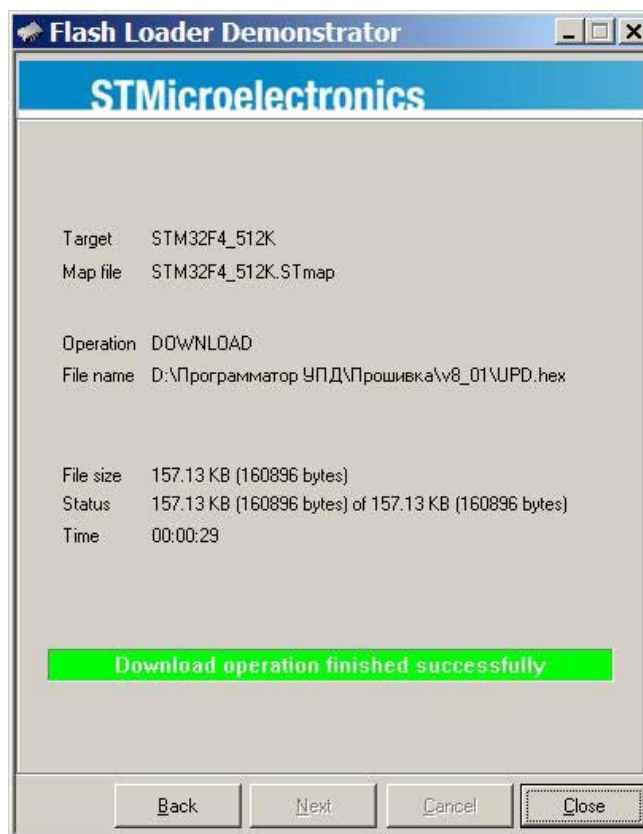 Flash Loader Demonstrator
STMicroelectronics
Target STM32F4_512K
Map file STM32F4_512K.STmap
Operation DOWNLOAD
File name D:\Программатор УПД\Прошивка\v8_01\UPD.hex
File size 157.13 KB (160896 bytes)
Status 157.13 KB (160896 bytes) of 157.13 KB (160896 bytes)
Time 00:00:29
Download operation finished successfully
Back Next Cancel Close